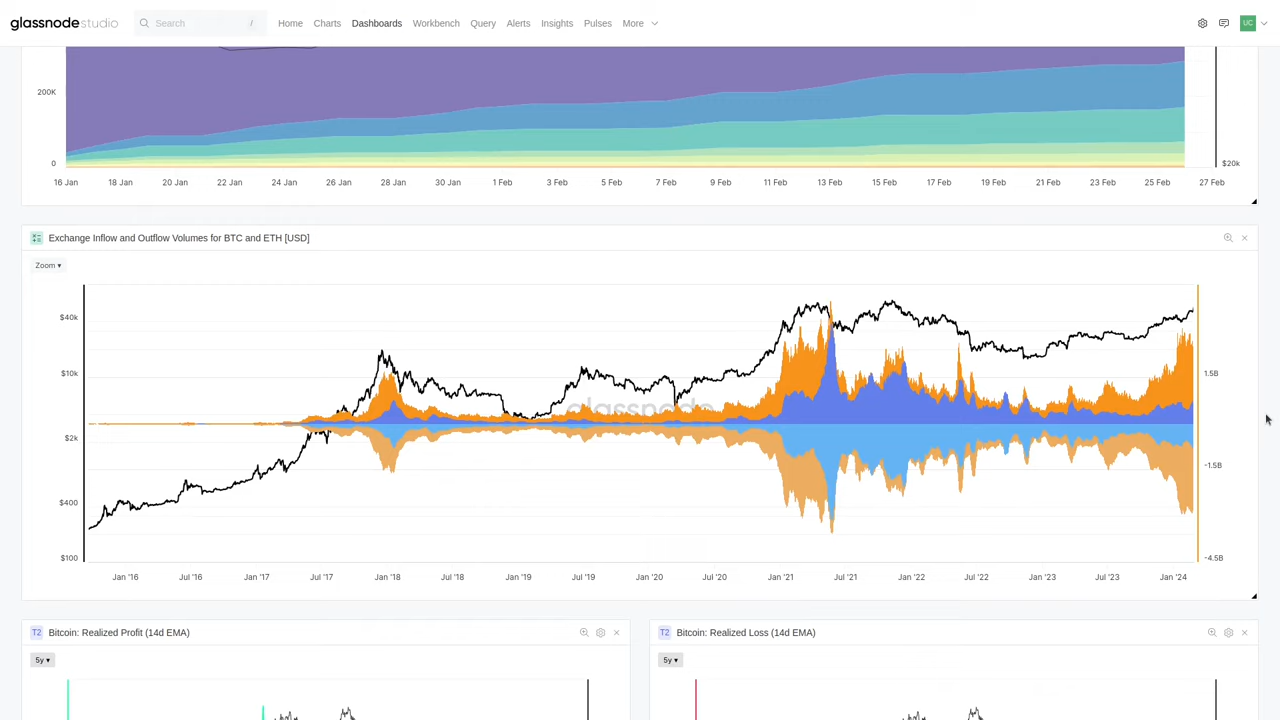 glassnodestudio Search / Home Charts Dashboards Workbench Query Alerts Insights Pulses More UC
200K
0 $20k
16 Jan 18 Jan 20 Jan 22 Jan 24 Jan 26 Jan 28 Jan 30 Jan 1 Feb 3 Feb 5 Feb 7 Feb 9 Feb 11 Feb 13 Feb 15 Feb 17 Feb 19 Feb 21 Feb 23 Feb 25 Feb 27 Feb
Exchange Inflow and Outflow Volumes for BTC and ETH [USD]
Zoom ▾
$40k
$10k 1.5B
glassnode
$2k
-1.5B
$400
$100 -4.5B
Jan '16 Jul '16 Jan '17 Jul '17 Jan '18 Jul '18 Jan '19 Jul '19 Jan '20 Jul '20 Jan '21 Jul '21 Jan '22 Jul '22 Jan '23 Jul '23 Jan '24
T2 Bitcoin: Realized Profit (14d EMA)
5y ▾
T2 Bitcoin: Realized Loss (14d EMA)
5y ▾